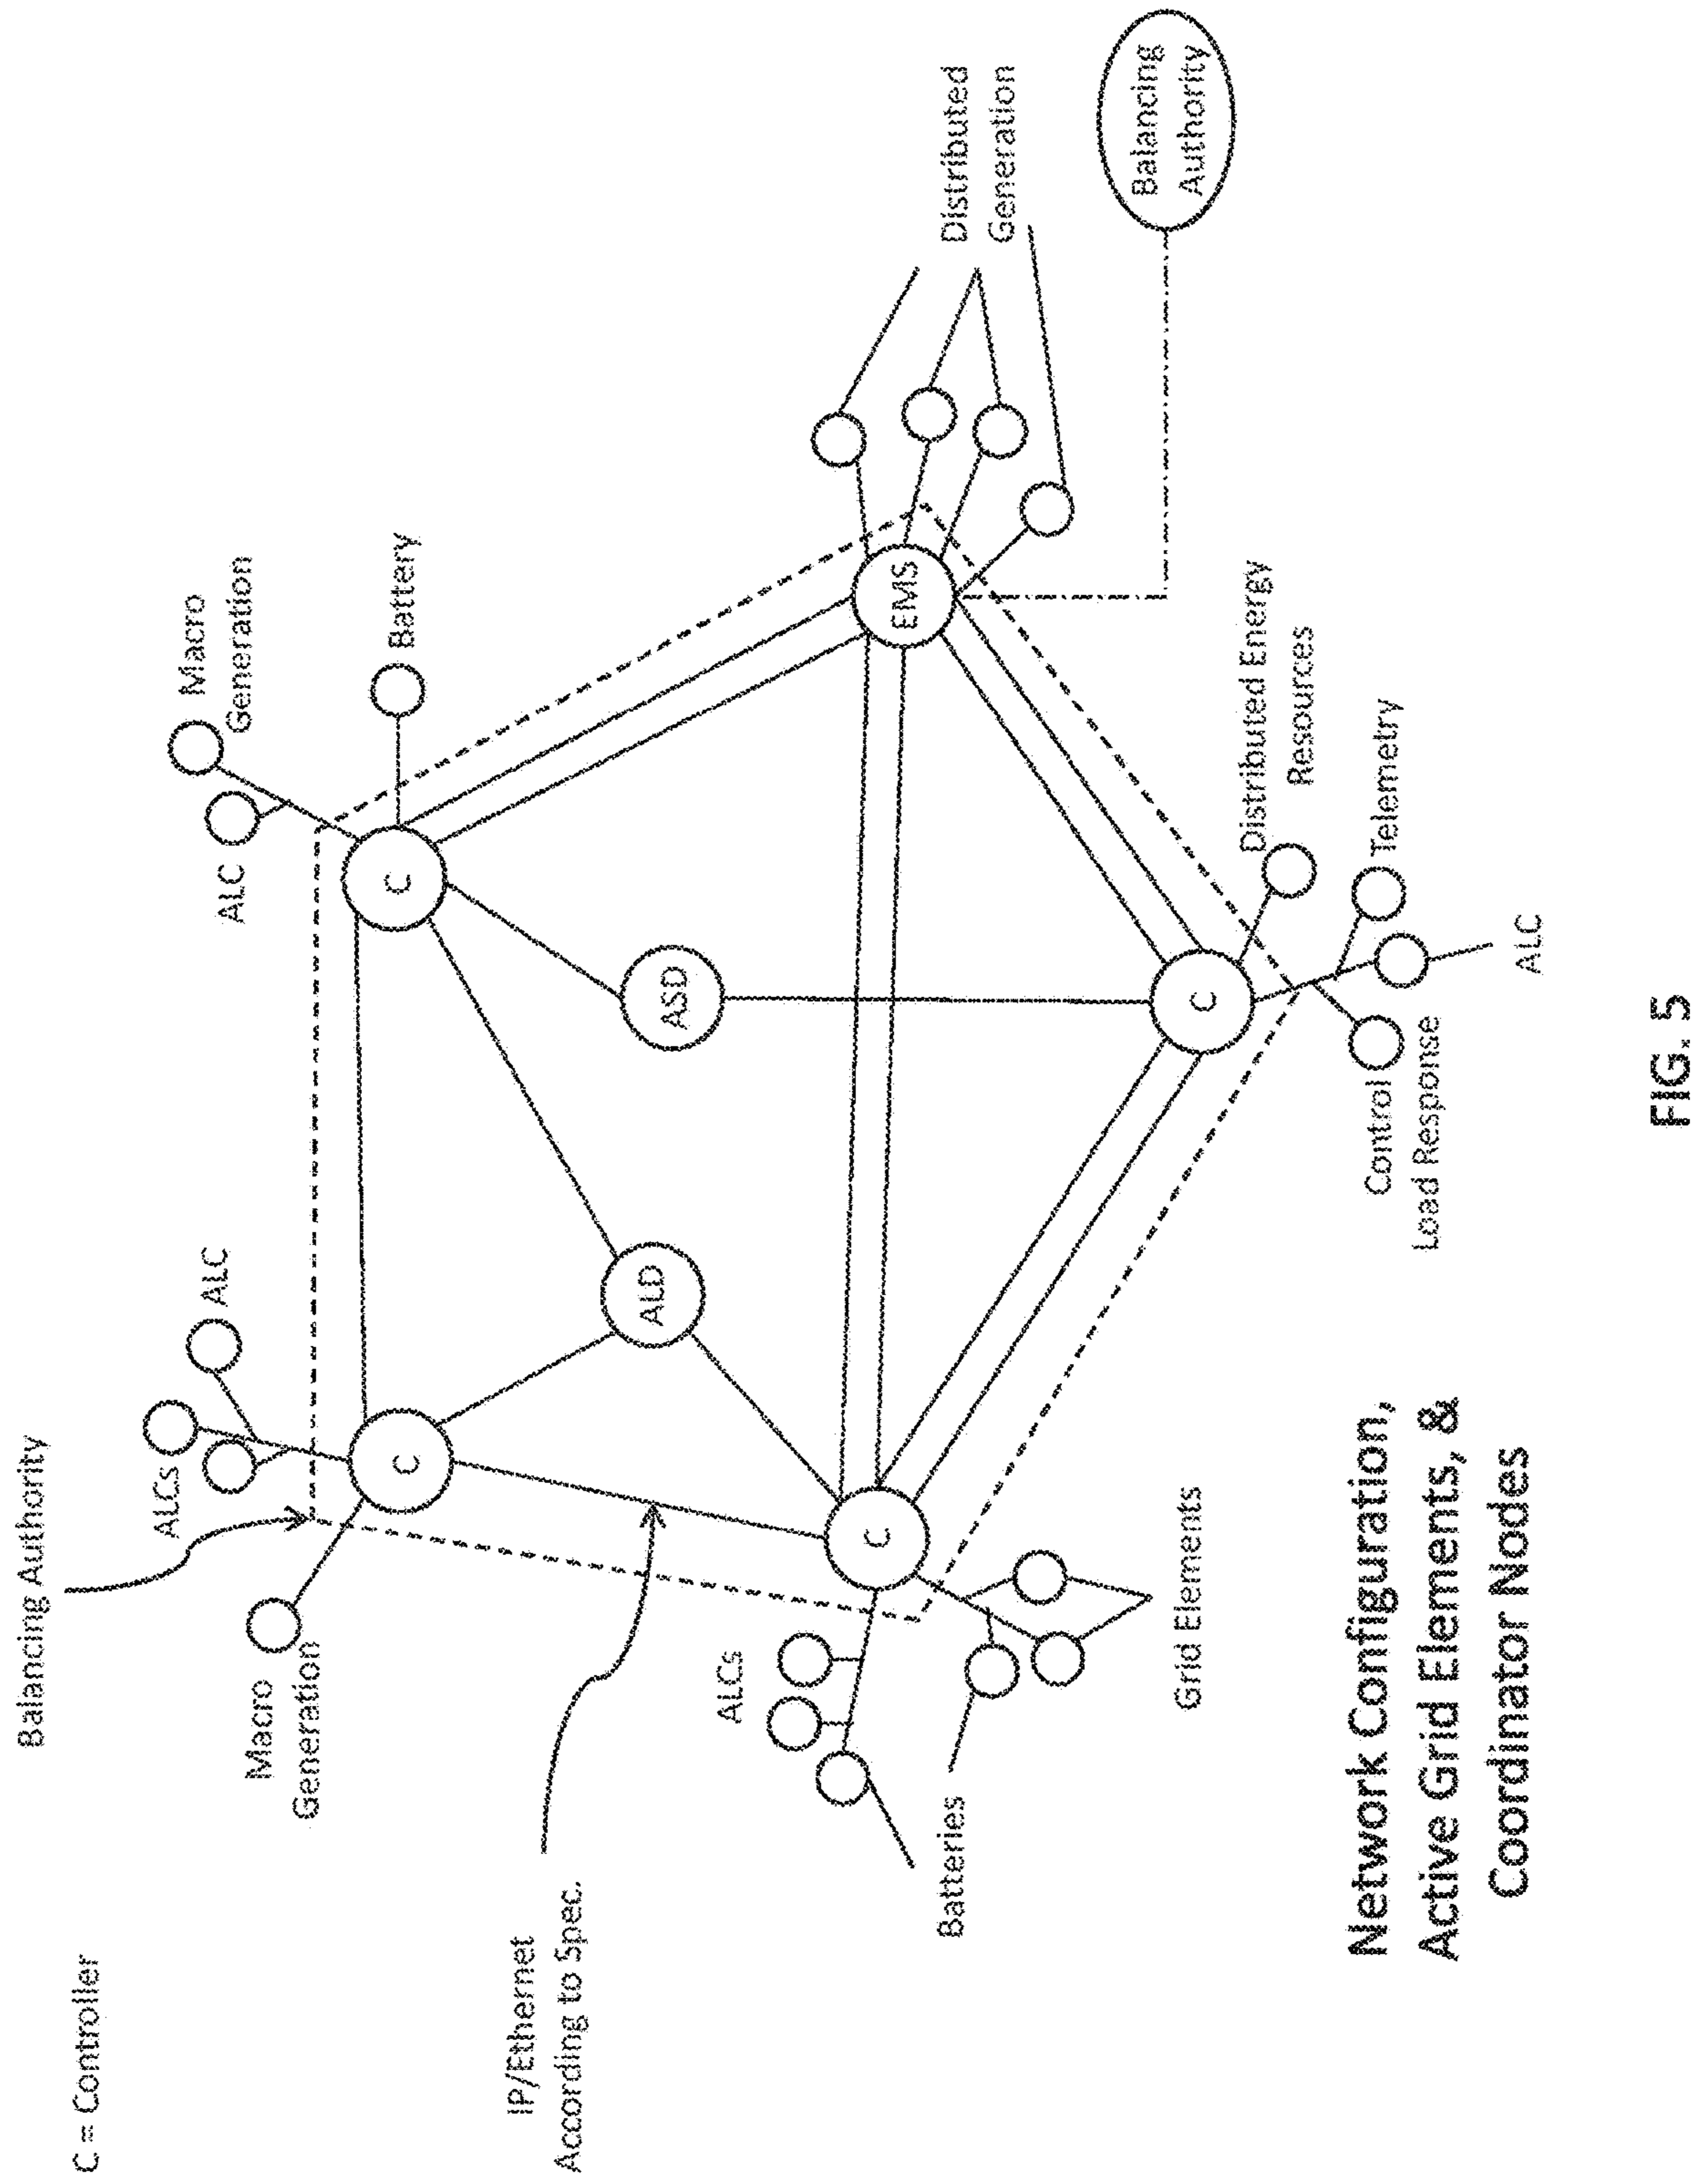 C = Controller
Balancing Authority
IP/Ethernet
According to Spec.
Macro
Generation
ALCs
ALC
C
ALC
Macro
Generation
C
Battery
ALD
ASD
C
ALCs
Batteries
Grid Elements
EMS
Distributed
Generation
Balancing
Authority
C
Distributed Energy
Resources
Telemetry
ALC
Control
Load Response
Network Configuration,
Active Grid Elements, &
Coordinator Nodes
FIG. 5